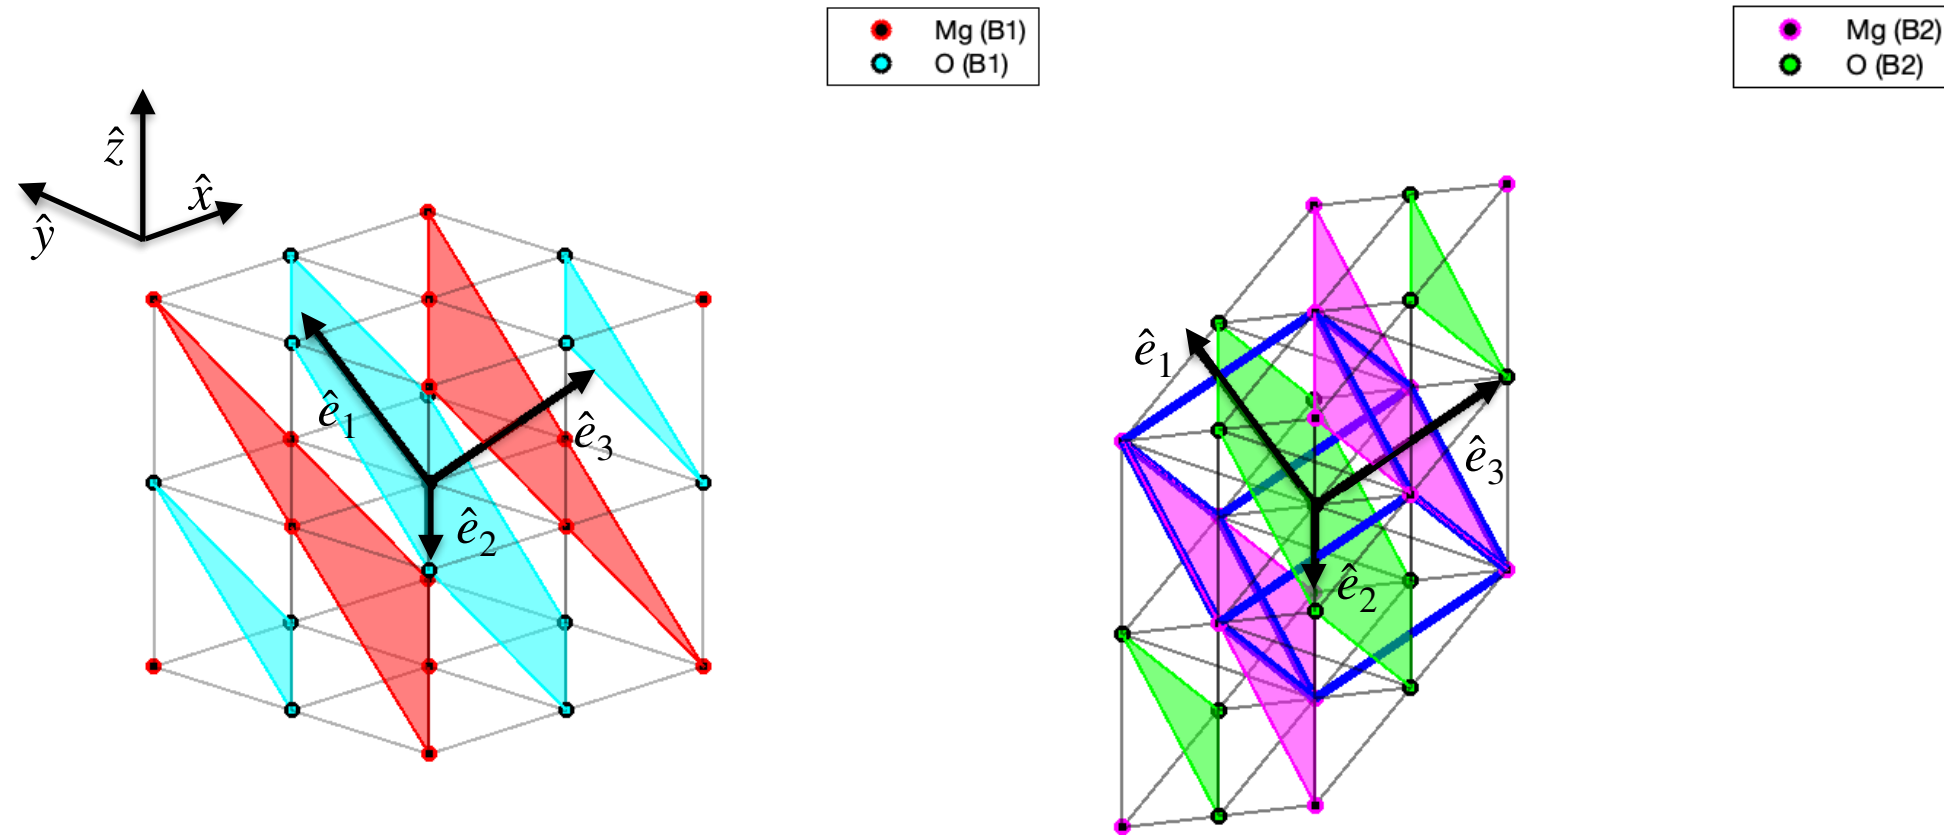 Mg (B1)
O (B1)
Mg (B2)
O (B2)
ẑ
x̂
ŷ
ê₁
ê₂
ê₃
ê₁
ê₂
ê₃